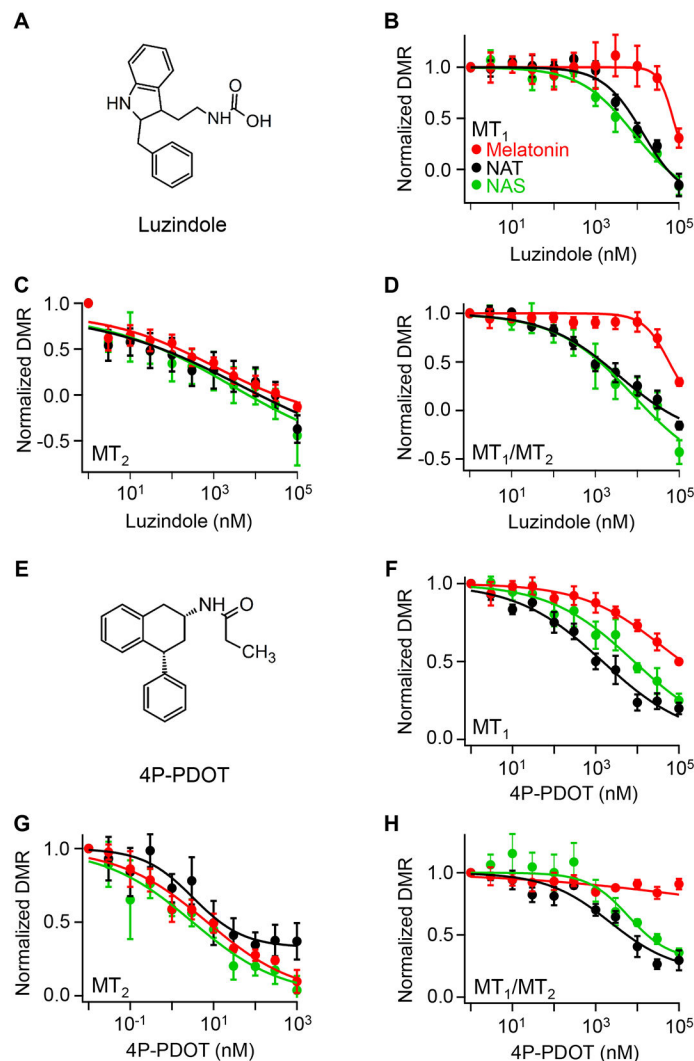 A
HN
NH
O
OH
Luzindole
B
Normalized DMR
1.0
0.5
0.0
MT1
Melatonin
NAT
NAS
10^1
10^3
10^5
Luzindole (nM)
C
Normalized DMR
1.0
0.5
0.0
-0.5
MT2
10^1
10^3
10^5
Luzindole (nM)
D
Normalized DMR
1.0
0.5
0.0
-0.5
MT1/MT2
10^1
10^3
10^5
Luzindole (nM)
E
NH
O
CH3
4P-PDOT
F
Normalized DMR
1.0
0.5
0.0
MT1
10^1
10^3
10^5
4P-PDOT (nM)
G
Normalized DMR
1.0
0.5
0.0
MT2
10^-1
10^1
10^3
4P-PDOT (nM)
H
Normalized DMR
1.0
0.5
0.0
MT1/MT2
10^1
10^3
10^5
4P-PDOT (nM)